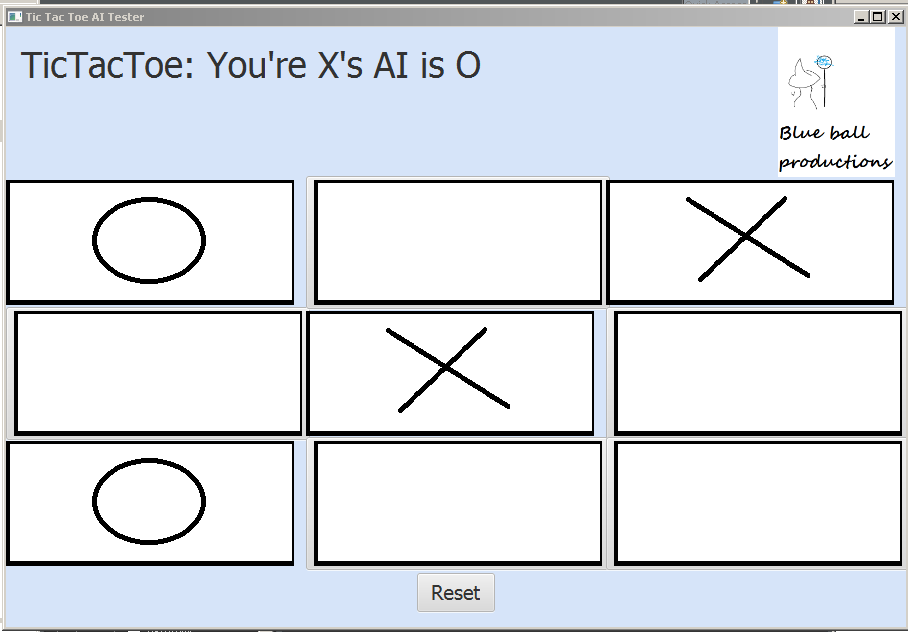 Tic Tac Toe AI Tester
TicTacToe: You're X's AI is O
Blue ball
productions
Reset